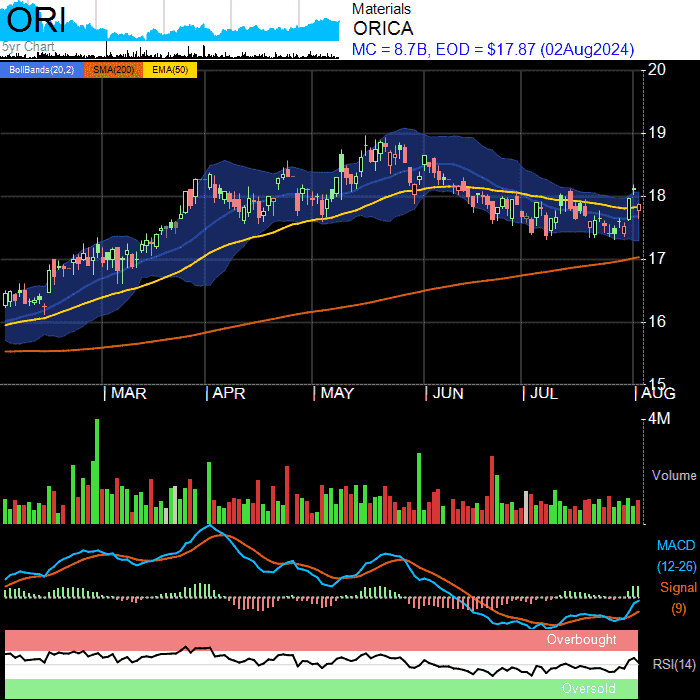 ORI
5yr Chart
Materials
ORICA
MC = 8.7B, EOD = $17.87 (02Aug2024)
BollBands(20,2) SMA(200) EMA(50)
20
19
18
17
16
15
MAR APR MAY JUN JUL AUG
4M
Volume
MACD
(12-26)
Signal
(9)
Overbought
RSI(14)
Oversold